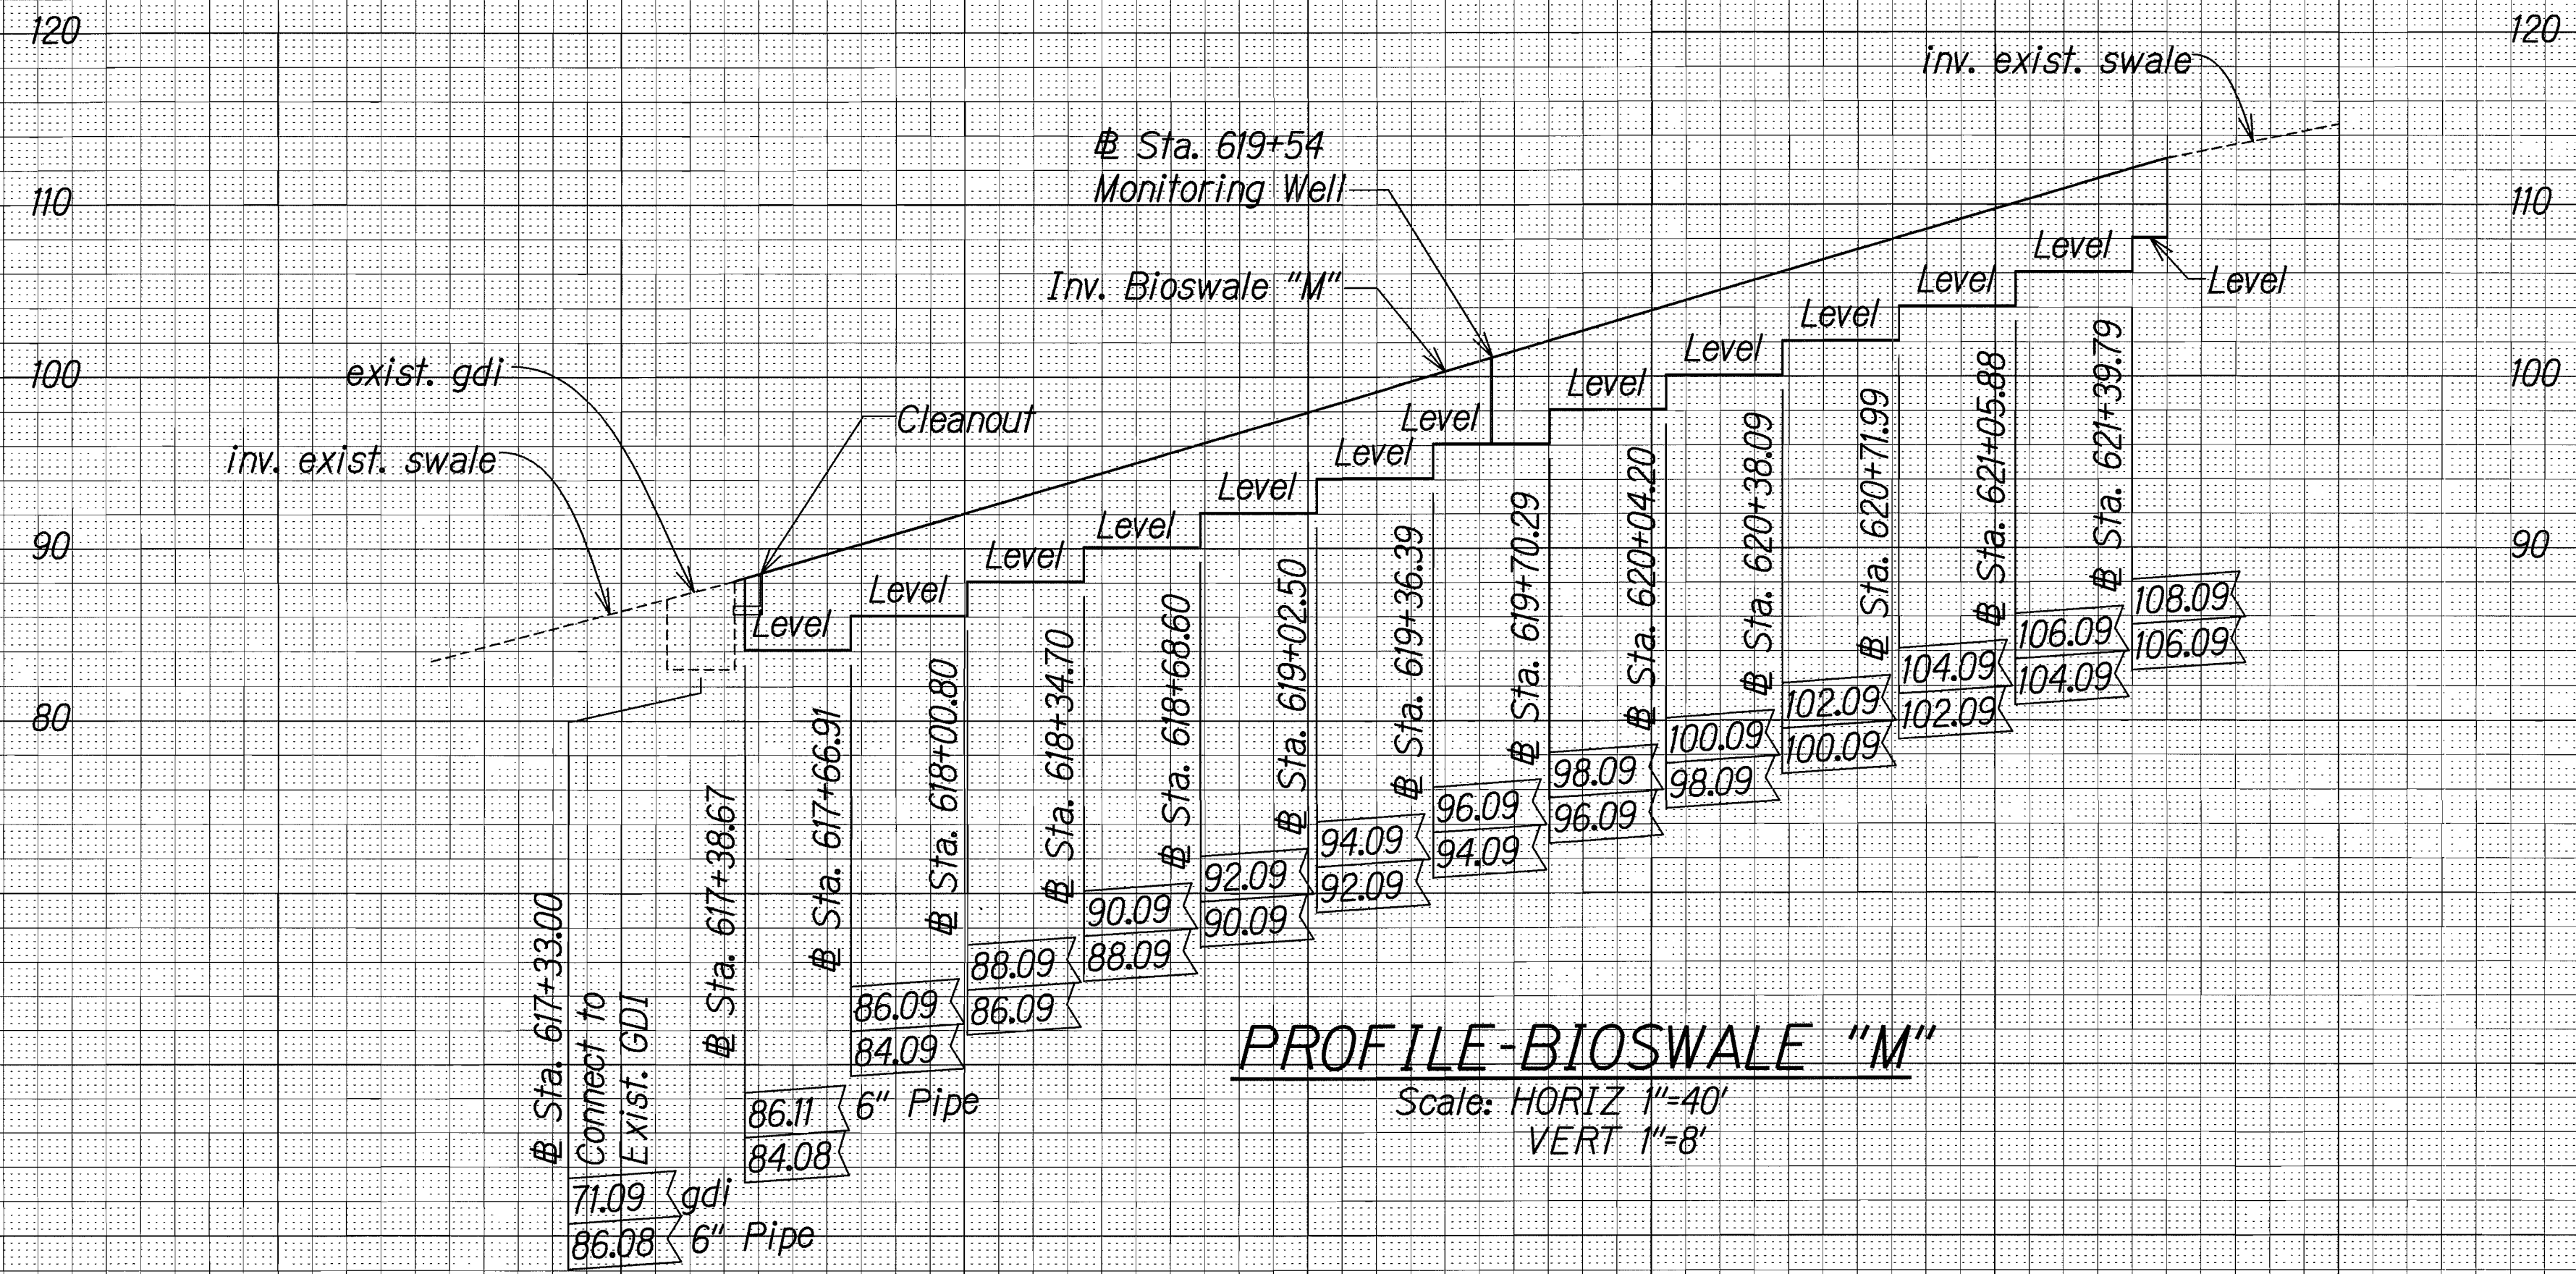 120
120
inv. exist. swale
℄ Sta. 619+54
Monitoring Well
110
110
Level
Inv. Bioswale "M"
Level
Level
Level
exist. gdi
100
100
Level
Level
Cleanout
Level
inv. exist. swale
Level
Level
90
90
Level
Level
Level
Level
80
℄ Sta. 617+33.00
Connect to
Exist. GDI
71.09 gdi
86.08 6" Pipe
℄ Sta. 617+38.67
86.11 6" Pipe
84.08
℄ Sta. 617+66.91
86.09
84.09
℄ Sta. 618+00.80
88.09
86.09
℄ Sta. 618+34.70
90.09
88.09
℄ Sta. 618+68.60
92.09
90.09
℄ Sta. 619+02.50
94.09
92.09
℄ Sta. 619+36.39
96.09
94.09
℄ Sta. 619+70.29
98.09
96.09
℄ Sta. 620+04.20
100.09
98.09
℄ Sta. 620+38.09
102.09
100.09
℄ Sta. 620+71.99
104.09
102.09
℄ Sta. 621+05.88
106.09
104.09
℄ Sta. 621+39.79
108.09
106.09
PROFILE-BIOSWALE "M"
Scale: HORIZ 1"=40'
VERT 1"=8'